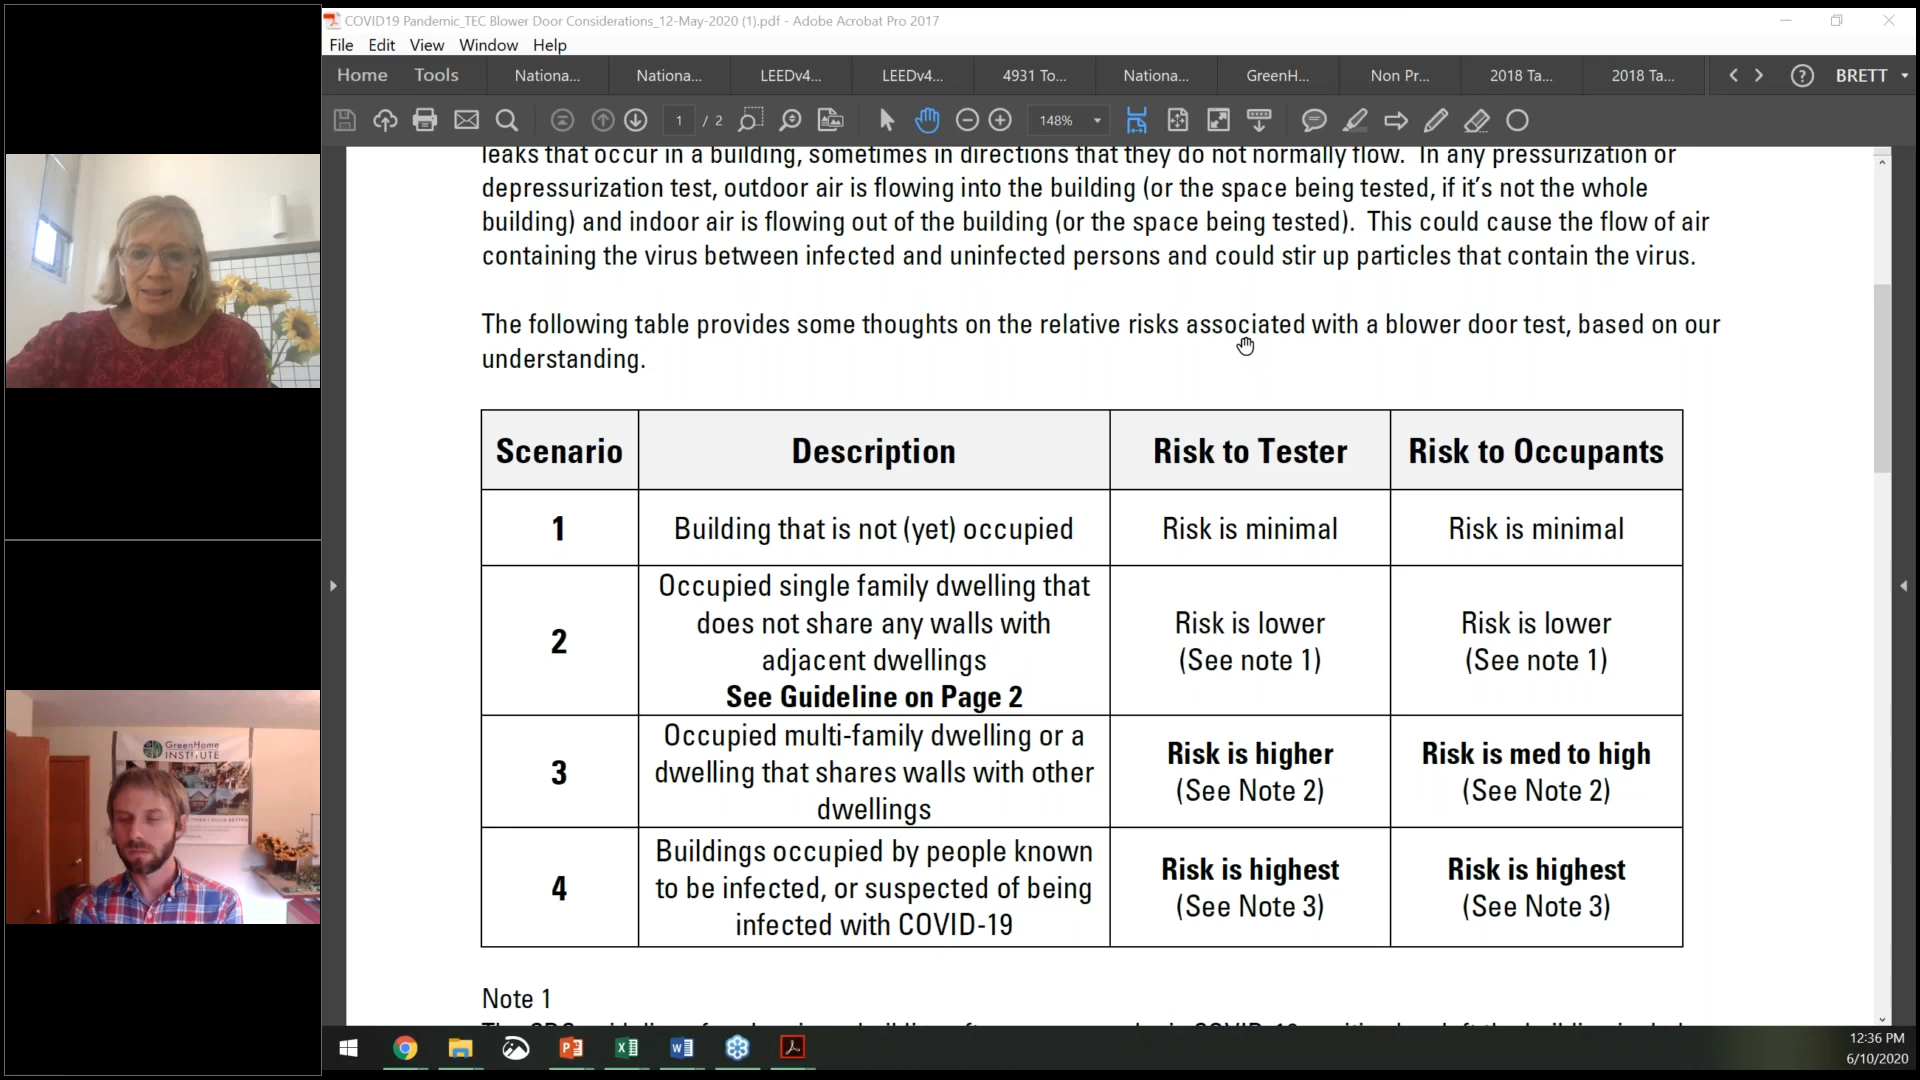 COVID19 Pandemic_TEC Blower Door Considerations_12-May-2020 (1).pdf - Adobe Acrobat Pro 2017
File Edit View Window Help
Home Tools Nationa... Nationa... LEEDv4... LEEDv4... 4931 To... Nationa... GreenH... Non Pr... 2018 Ta... 2018 Ta... BRETT
1 / 2 148%
leaks that occur in a building, sometimes in directions that they do not normally flow. In any pressurization or
depressurization test, outdoor air is flowing into the building (or the space being tested, if it's not the whole
building) and indoor air is flowing out of the building (or the space being tested). This could cause the flow of air
containing the virus between infected and uninfected persons and could stir up particles that contain the virus.
The following table provides some thoughts on the relative risks associated with a blower door test, based on our
understanding.
Scenario Description Risk to Tester Risk to Occupants
1 Building that is not (yet) occupied Risk is minimal Risk is minimal
2
Occupied single family dwelling that
does not share any walls with
adjacent dwellings
See Guideline on Page 2
Risk is lower
(See note 1)
Risk is lower
(See note 1)
3
Occupied multi-family dwelling or a
dwelling that shares walls with other
dwellings
Risk is higher
(See Note 2)
Risk is med to high
(See Note 2)
4
Buildings occupied by people known
to be infected, or suspected of being
infected with COVID-19
Risk is highest
(See Note 3)
Risk is highest
(See Note 3)
Note 1
GreenHome
INSTITUTE
12:36 PM
6/10/2020